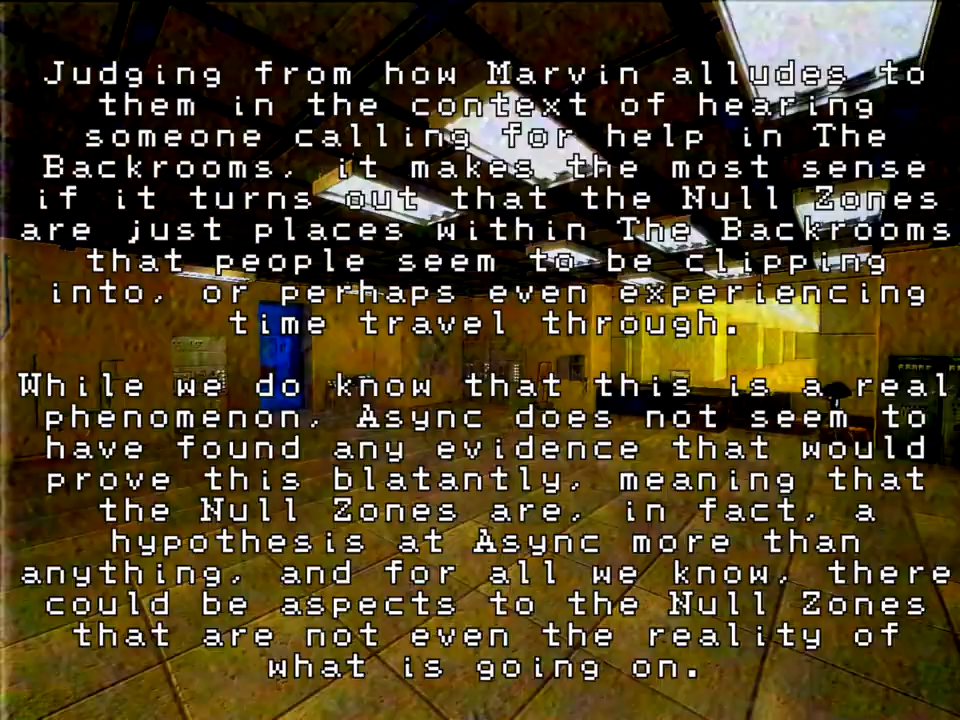 Judging from how Marvin alludes to
them in the context of hearing
someone calling for help in The
Backrooms, it makes the most sense
if it turns out that the Null Zones
are just places within The Backrooms
that people seem to be clipping
into, or perhaps even experiencing
time travel through.
While we do know that this is a real
phenomenon, Async does not seem to
have found any evidence that would
prove this blatantly, meaning that
the Null Zones are, in fact, a
hypothesis at Async more than
anything, and for all we know, there
could be aspects to the Null Zones
that are not even the reality of
what is going on.